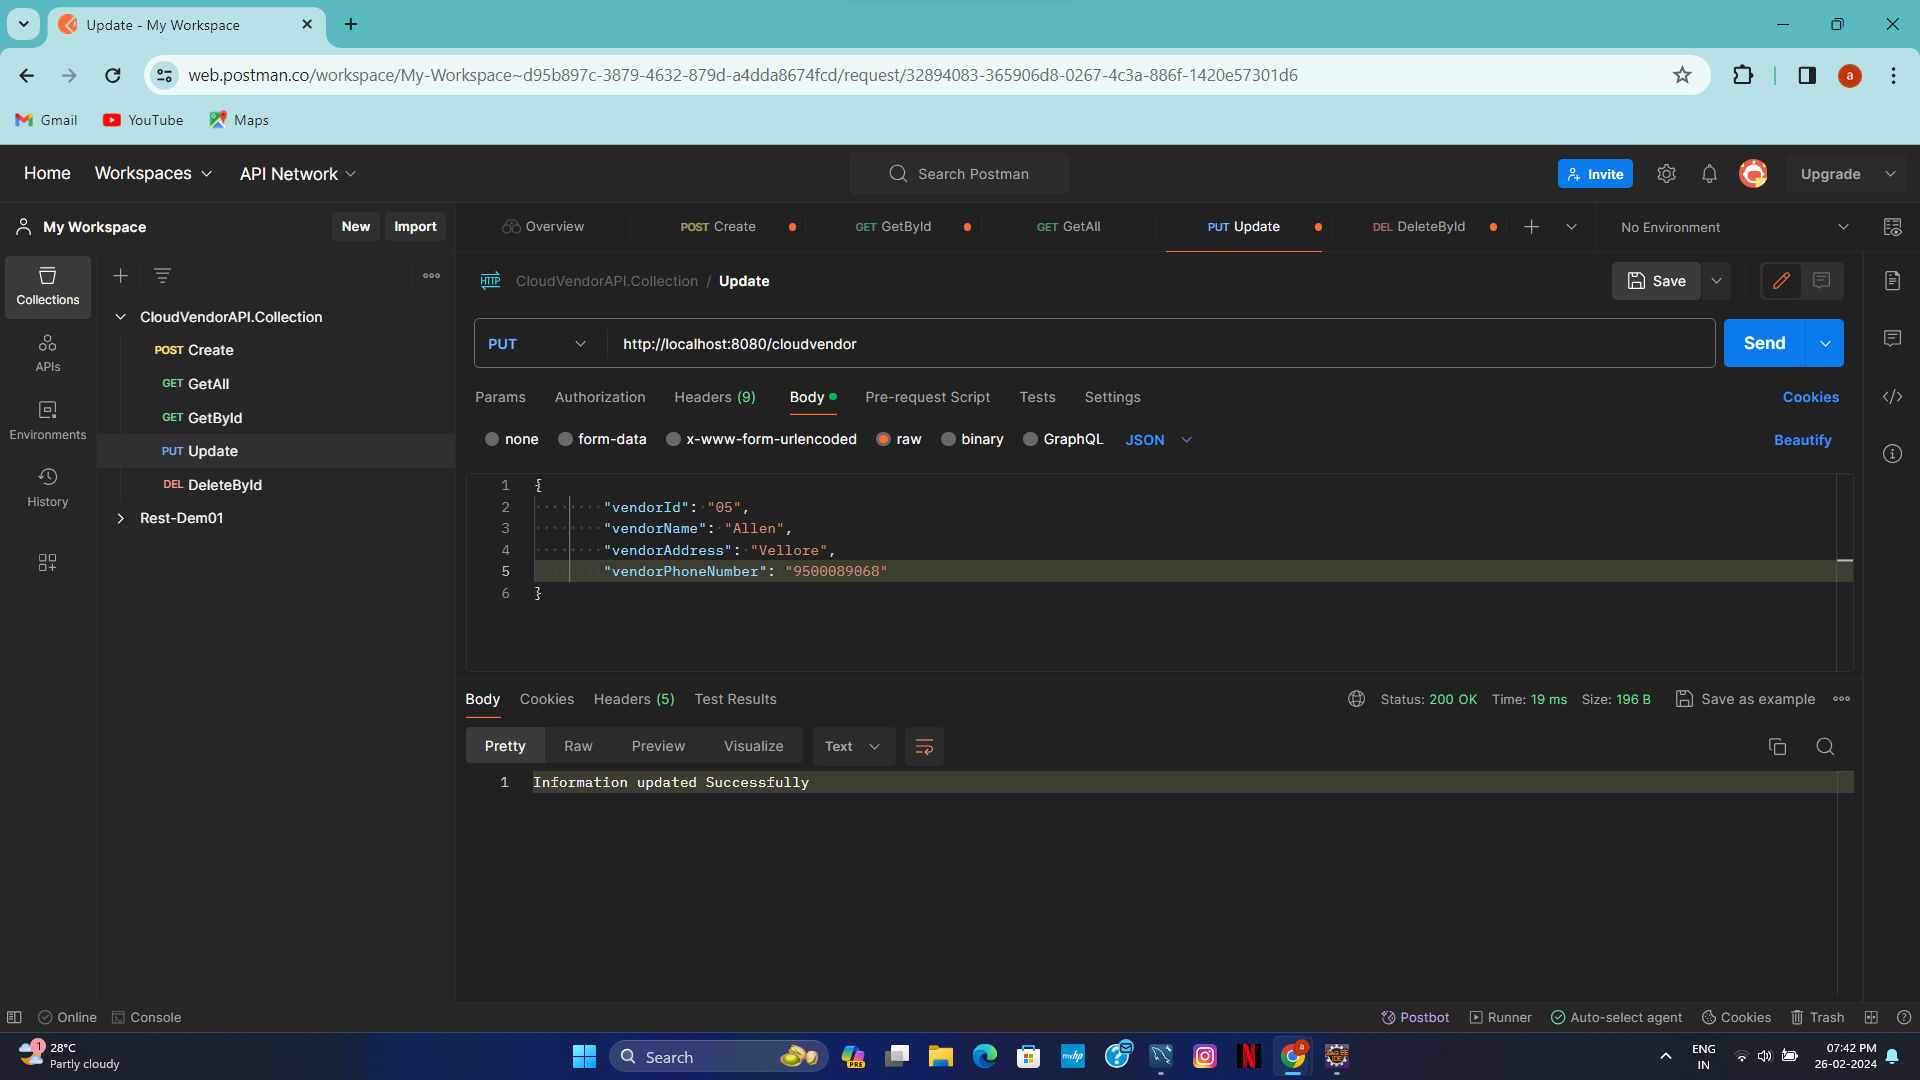 Update - My Workspace
web.postman.co/workspace/My-Workspace~d95b897c-3879-4632-879d-a4dda8674fcd/request/32894083-365906d8-0267-4c3a-886f-1420e57301d6
a
Gmail YouTube Maps
Home Workspaces API Network Search Postman Invite Upgrade
My Workspace New Import
Overview POST Create GET GetById GET GetAll PUT Update DEL DeleteById No Environment
Collections
APIs
Environments
History
CloudVendorAPI.Collection
POST Create
GET GetAll
GET GetById
PUT Update
DEL DeleteById
Rest-Dem01
HTTP CloudVendorAPI.Collection / Update Save
PUT http://localhost:8080/cloudvendor Send
Params Authorization Headers (9) Body Pre-request Script Tests Settings Cookies
none form-data x-www-form-urlencoded raw binary GraphQL JSON Beautify
1 {
2 "vendorId": "05",
3 "vendorName": "Allen",
4 "vendorAddress": "Vellore",
5 "vendorPhoneNumber": "9500089068"
6 }
Body Cookies Headers (5) Test Results Status: 200 OK Time: 19 ms Size: 196 B Save as example
Pretty Raw Preview Visualize Text
1 Information updated Successfully
Online Console Postbot Runner Auto-select agent Cookies Trash
1 28°C
Partly cloudy
Search
PRE
myhp
a
ENG
IN
07:42 PM
26-02-2024